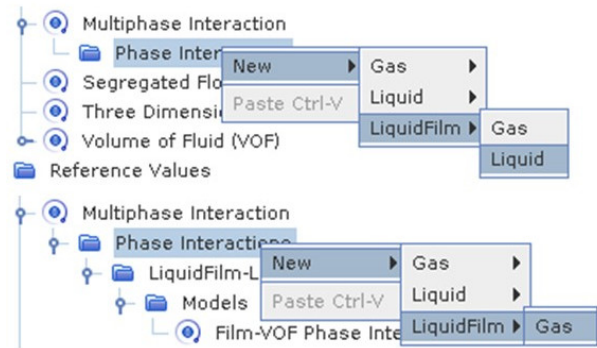 Multiphase Interaction
Phase Inter
New
Gas
Segregated Flo
Paste Ctrl-V
Liquid
Three Dimensi
LiquidFilm
Gas
Volume of Fluid (VOF)
Liquid
Reference Values
Multiphase Interaction
Phase Interactions
New
Gas
LiquidFilm-L
Paste Ctrl-V
Liquid
Models
LiquidFilm
Gas
Film-VOF Phase Inte